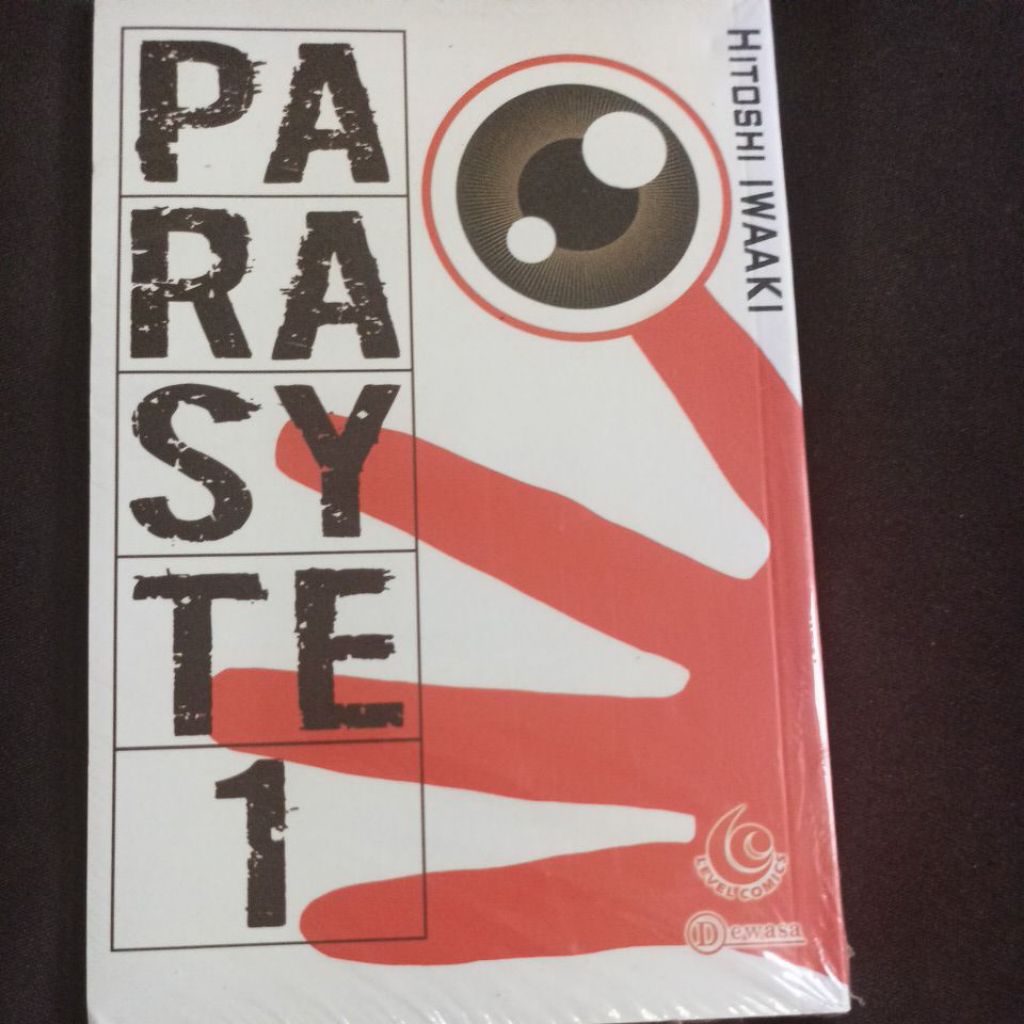 PA
RA
SY
TE
1
HITOSHI IWAAKI
LEVEL COMICS
Dewasa